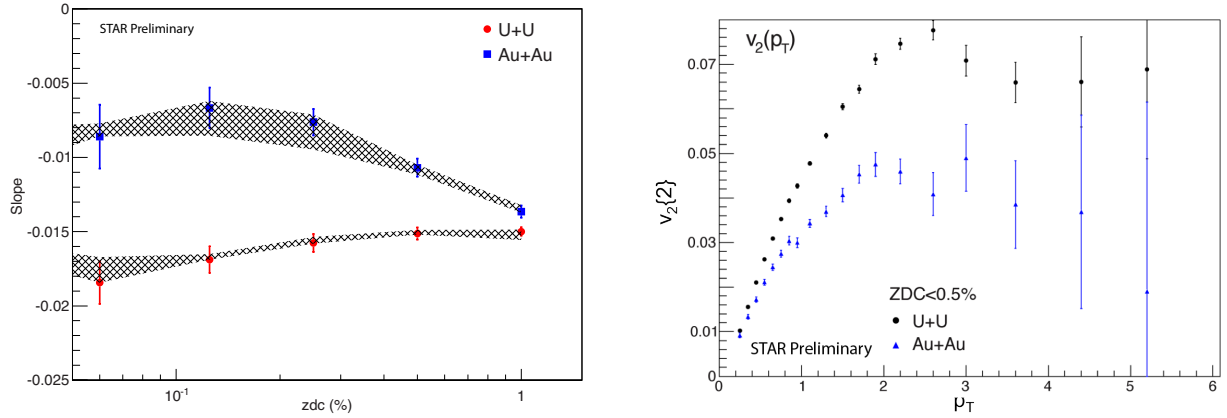 0
-0.005
-0.01
-0.015
-0.02
-0.025
Slope
STAR Preliminary
U+U
Au+Au
10-1
1
zdc (%)
0.07
0.05
0.03
0.01
0
v2{2}
v2(pT)
ZDC<0.5%
U+U
Au+Au
STAR Preliminary
0 1 2 3 4 5 6
pT